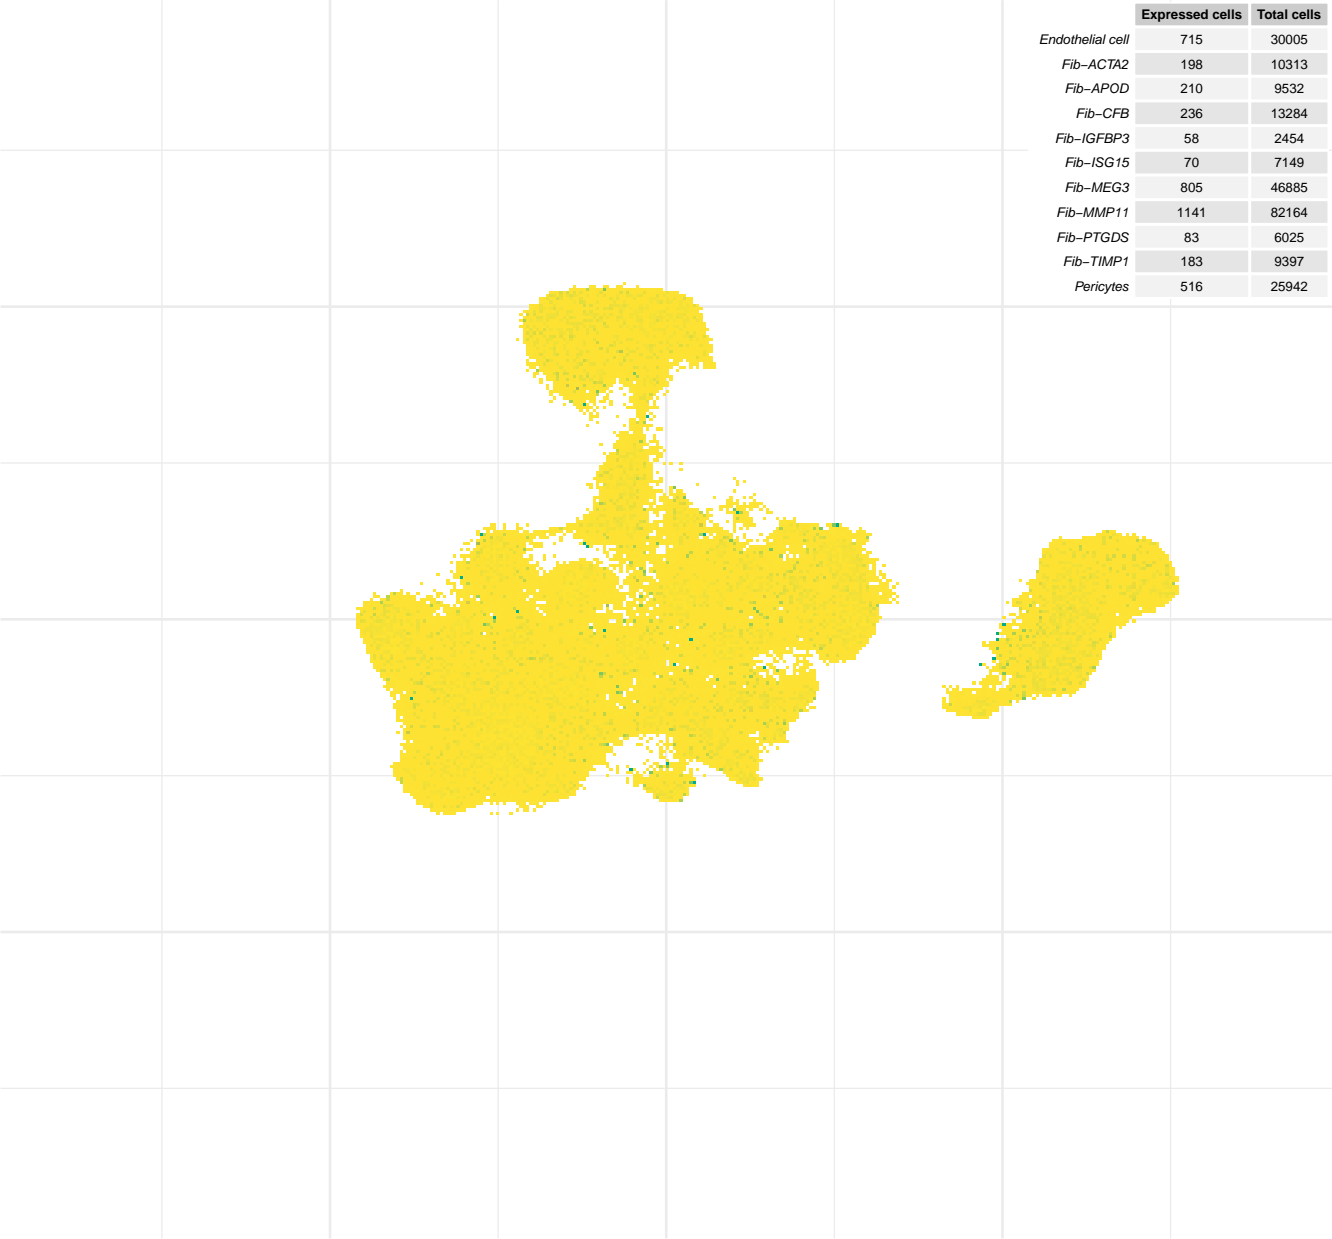 Expressed cells Total cells
Endothelial cell 715 30005
Fib−ACTA2 198 10313
Fib−APOD 210 9532
Fib−CFB 236 13284
Fib−IGFBP3 58 2454
Fib−ISG15 70 7149
Fib−MEG3 805 46885
Fib−MMP11 1141 82164
Fib−PTGDS 83 6025
Fib−TIMP1 183 9397
Pericytes 516 25942